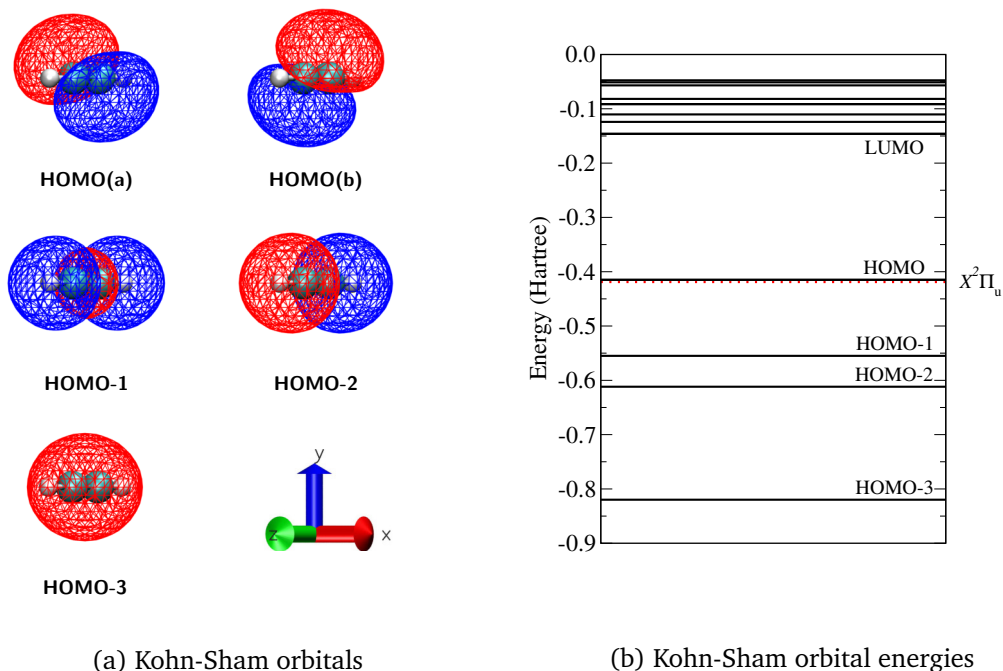 HOMO(a)
HOMO(b)
HOMO-1
HOMO-2
HOMO-3
y
z
x
(a) Kohn-Sham orbitals
Energy (Hartree)
0.0
-0.1
-0.2
-0.3
-0.4
-0.5
-0.6
-0.7
-0.8
-0.9
LUMO
HOMO
X²Πᵤ
HOMO-1
HOMO-2
HOMO-3
(b) Kohn-Sham orbital energies